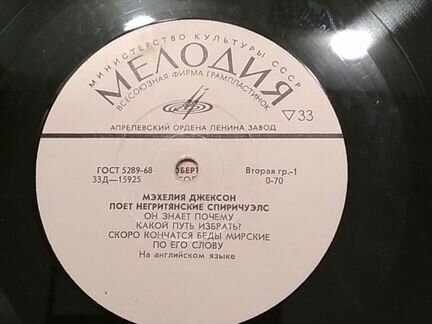 МИНИСТЕРСТВО КУЛЬТУРЫ СССР
МЕЛОДИЯ
ВСЕСОЮЗНАЯ ФИРМА ГРАМПЛАСТИНОК
▽33
АПРЕЛЕВСКИЙ ОРДЕНА ЛЕНИНА ЗАВОД
ГОСТ 5289-68
33Д—15925
Вторая гр.-1
0-70
МЭХЕЛИЯ ДЖЕКСОН
ПОЕТ НЕГРИТЯНСКИЕ СПИРИЧУЭЛС
ОН ЗНАЕТ ПОЧЕМУ
КАКОЙ ПУТЬ ИЗБРАТЬ?
СКОРО КОНЧАТСЯ БЕДЫ МИРСКИЕ
ПО ЕГО СЛОВУ
На английском языке